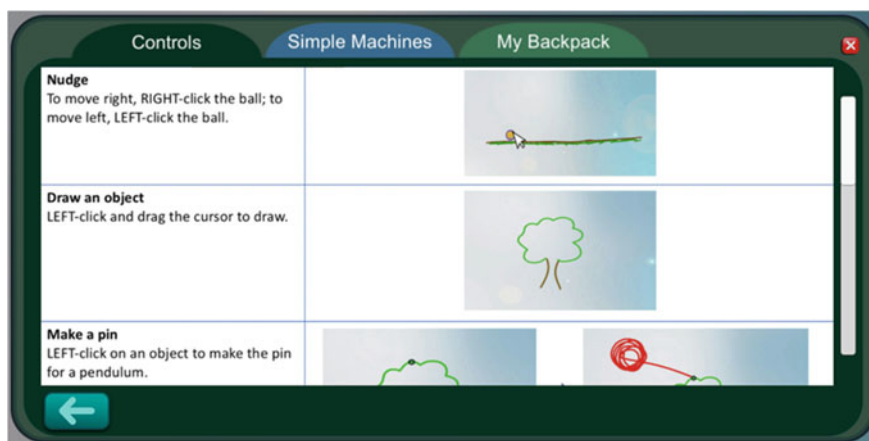 Controls
Simple Machines
My Backpack
Nudge
To move right, RIGHT-click the ball; to
move left, LEFT-click the ball.
Draw an object
LEFT-click and drag the cursor to draw.
Make a pin
LEFT-click on an object to make the pin
for a pendulum.